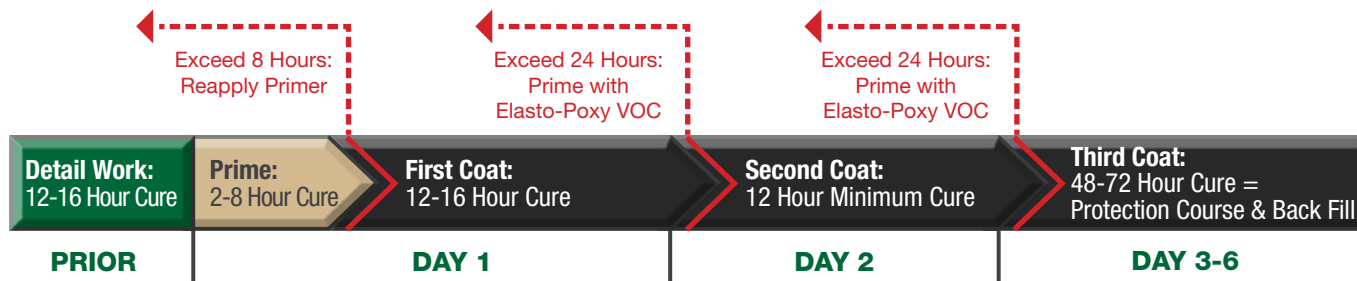 Exceed 8 Hours:
Reapply Primer
Exceed 24 Hours:
Prime with
Elasto-Poxy VOC
Exceed 24 Hours:
Prime with
Elasto-Poxy VOC
Detail Work:
12-16 Hour Cure
Prime:
2-8 Hour Cure
First Coat:
12-16 Hour Cure
Second Coat:
12 Hour Minimum Cure
Third Coat:
48-72 Hour Cure =
Protection Course & Back Fill
PRIOR
DAY 1
DAY 2
DAY 3-6